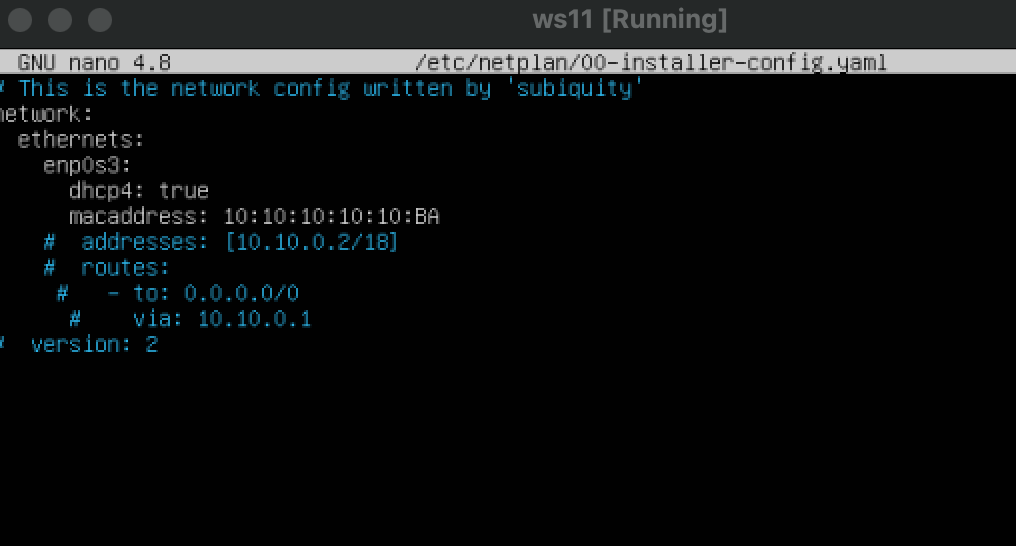 ws11 [Running]
GNU nano 4.8 /etc/netplan/00-installer-config.yaml
# This is the network config written by 'subiquity'
network:
  ethernets:
    enp0s3:
      dhcp4: true
      macaddress: 10:10:10:10:10:BA
    #  addresses: [10.10.0.2/18]
    #  routes:
     #   - to: 0.0.0.0/0
      #    via: 10.10.0.1
#  version: 2